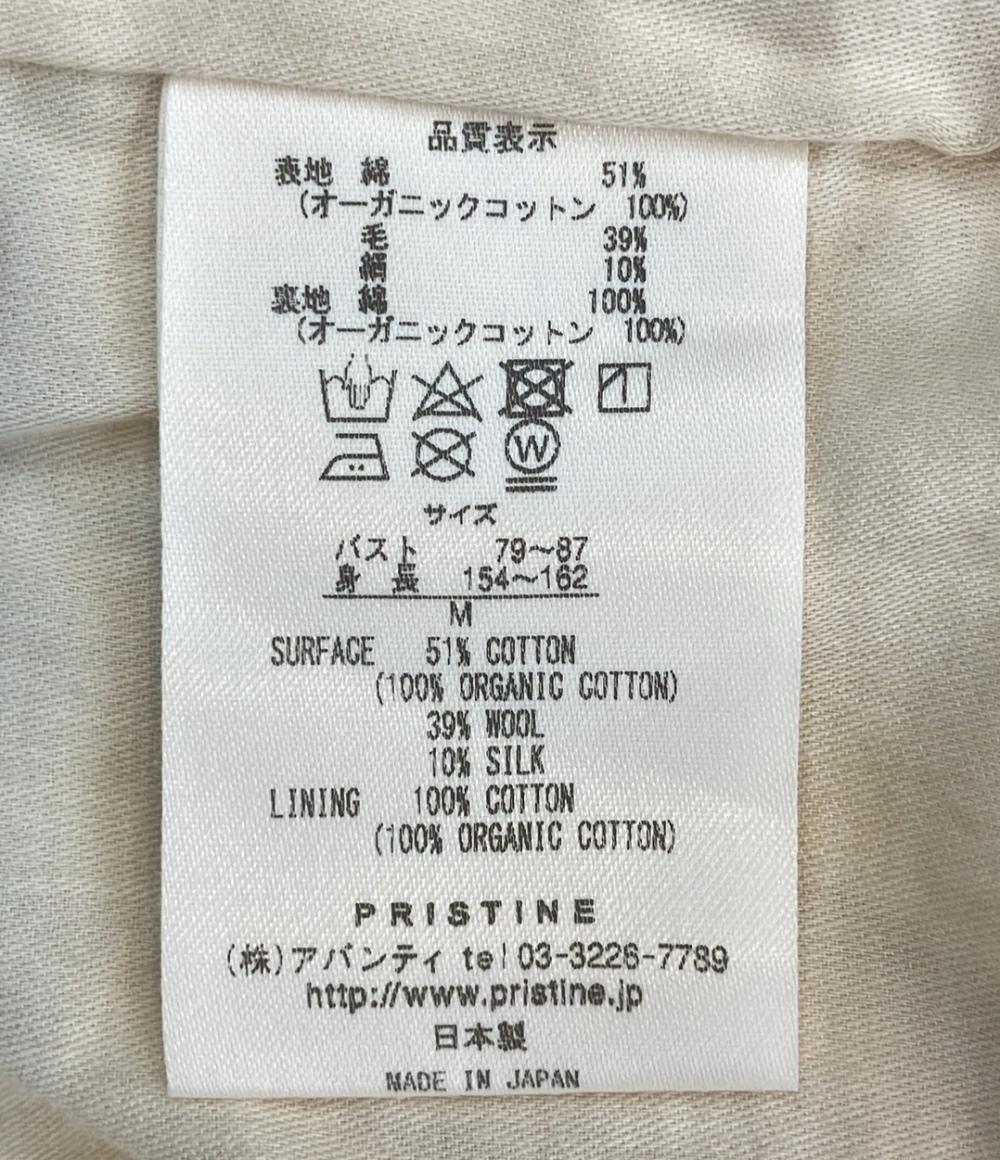 品質表示
表地 綿 51%
(オーガニックコットン 100%)
毛 39%
絹 10%
裏地 綿 100%
(オーガニックコットン 100%)
W
サイズ
バスト 79～87
身 長 154～162
M
SURFACE 51% COTTON
(100% ORGANIC COTTON)
39% WOOL
10% SILK
LINING 100% COTTON
(100% ORGANIC COTTON)
PRISTINE
(株)アバンティ tel 03-3226-7789
http://www.pristine.jp
日本製
MADE IN JAPAN